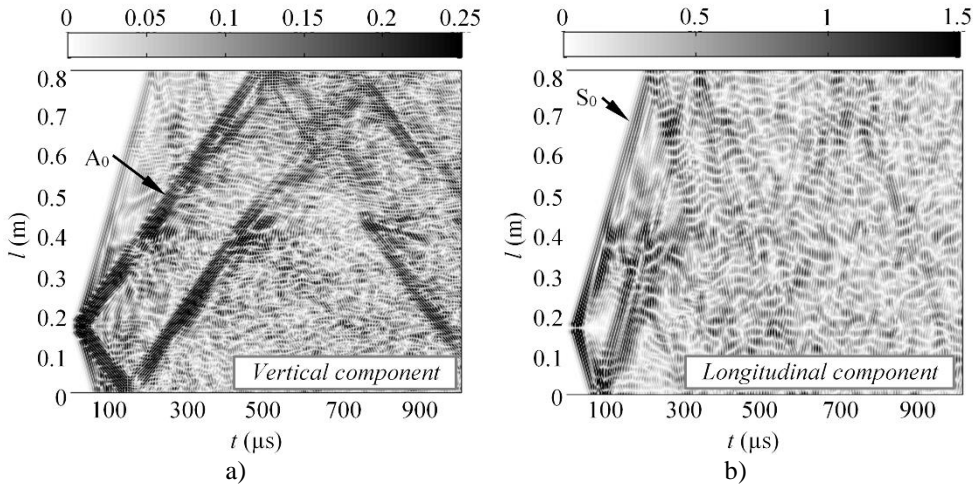 0 0.05 0.1 0.15 0.2 0.25
0.8
0.7
0.6
0.5
0.4
0.3
0.2
0.1
0
l (m)
A0
Vertical component
100 300 500 700 900
t (µs)
a)
0 0.5 1 1.5
0.8
0.7
0.6
0.5
0.4
0.3
0.2
0.1
0
l (m)
S0
Longitudinal component
100 300 500 700 900
t (µs)
b)